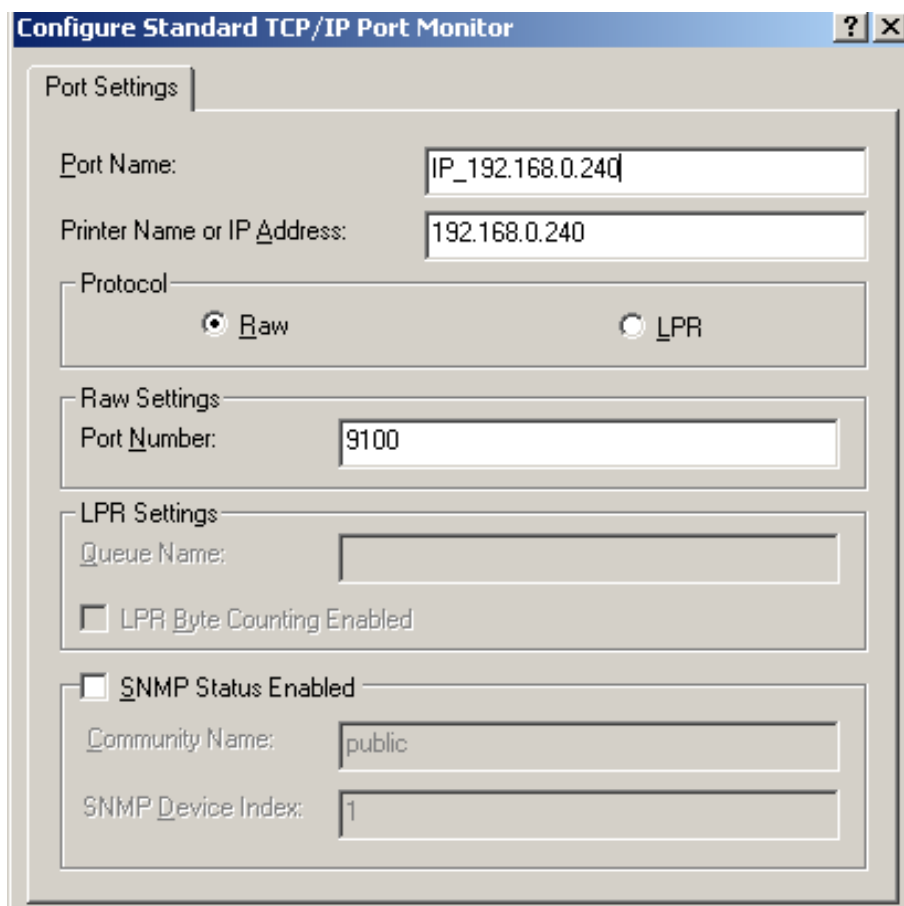 Configure Standard TCP/IP Port Monitor
Port Settings
Port Name: IP_192.168.0.240
Printer Name or IP Address: 192.168.0.240
Protocol
Raw LPR
Raw Settings
Port Number: 9100
LPR Settings
Queue Name:
LPR Byte Counting Enabled
SNMP Status Enabled
Community Name: public
SNMP Device Index: 1